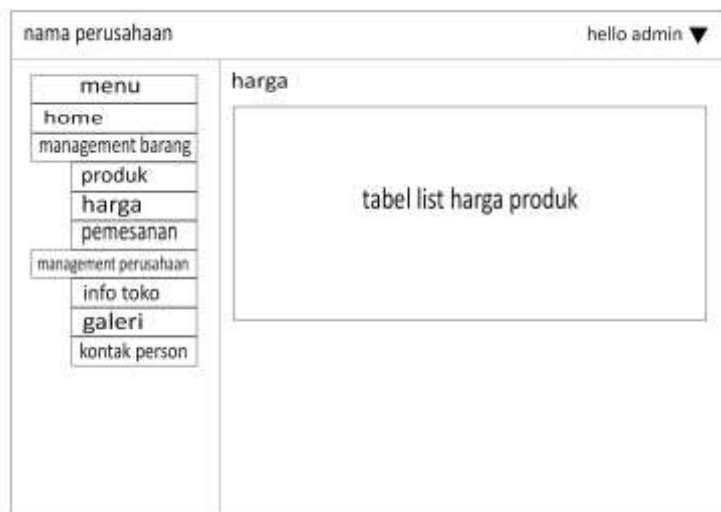 nama perusahaan
hello admin ▼
menu
home
management barang
produk
harga
pemesanan
management perusahaan
info toko
galeri
kontak person
harga
tabel list harga produk